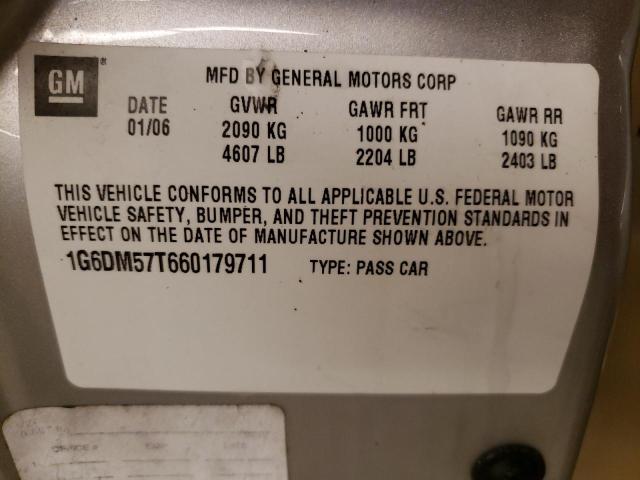 GM ®
MFD BY GENERAL MOTORS CORP
DATE GVWR GAWR FRT GAWR RR
01/06 2090 KG 1000 KG 1090 KG
4607 LB 2204 LB 2403 LB
THIS VEHICLE CONFORMS TO ALL APPLICABLE U.S. FEDERAL MOTOR
VEHICLE SAFETY, BUMPER, AND THEFT PREVENTION STANDARDS IN
EFFECT ON THE DATE OF MANUFACTURE SHOWN ABOVE.
1G6DM57T660179711 TYPE: PASS CAR